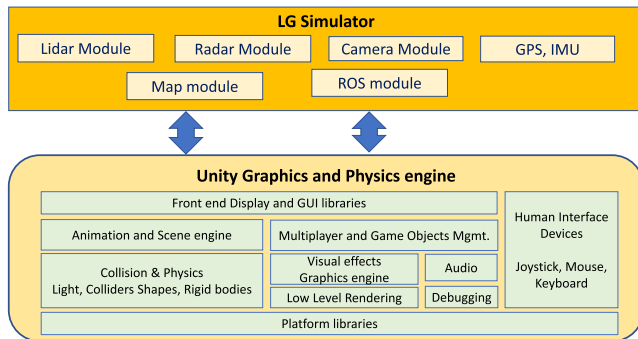 LG Simulator
Lidar Module
Radar Module
Camera Module
GPS, IMU
Map module
ROS module
Unity Graphics and Physics engine
Front end Display and GUI libraries
Animation and Scene engine
Multiplayer and Game Objects Mgmt.
Human Interface
Devices
Joystick, Mouse,
Keyboard
Collision & Physics
Light, Colliders Shapes, Rigid bodies
Visual effects
Graphics engine
Audio
Low Level Rendering
Debugging
Platform libraries